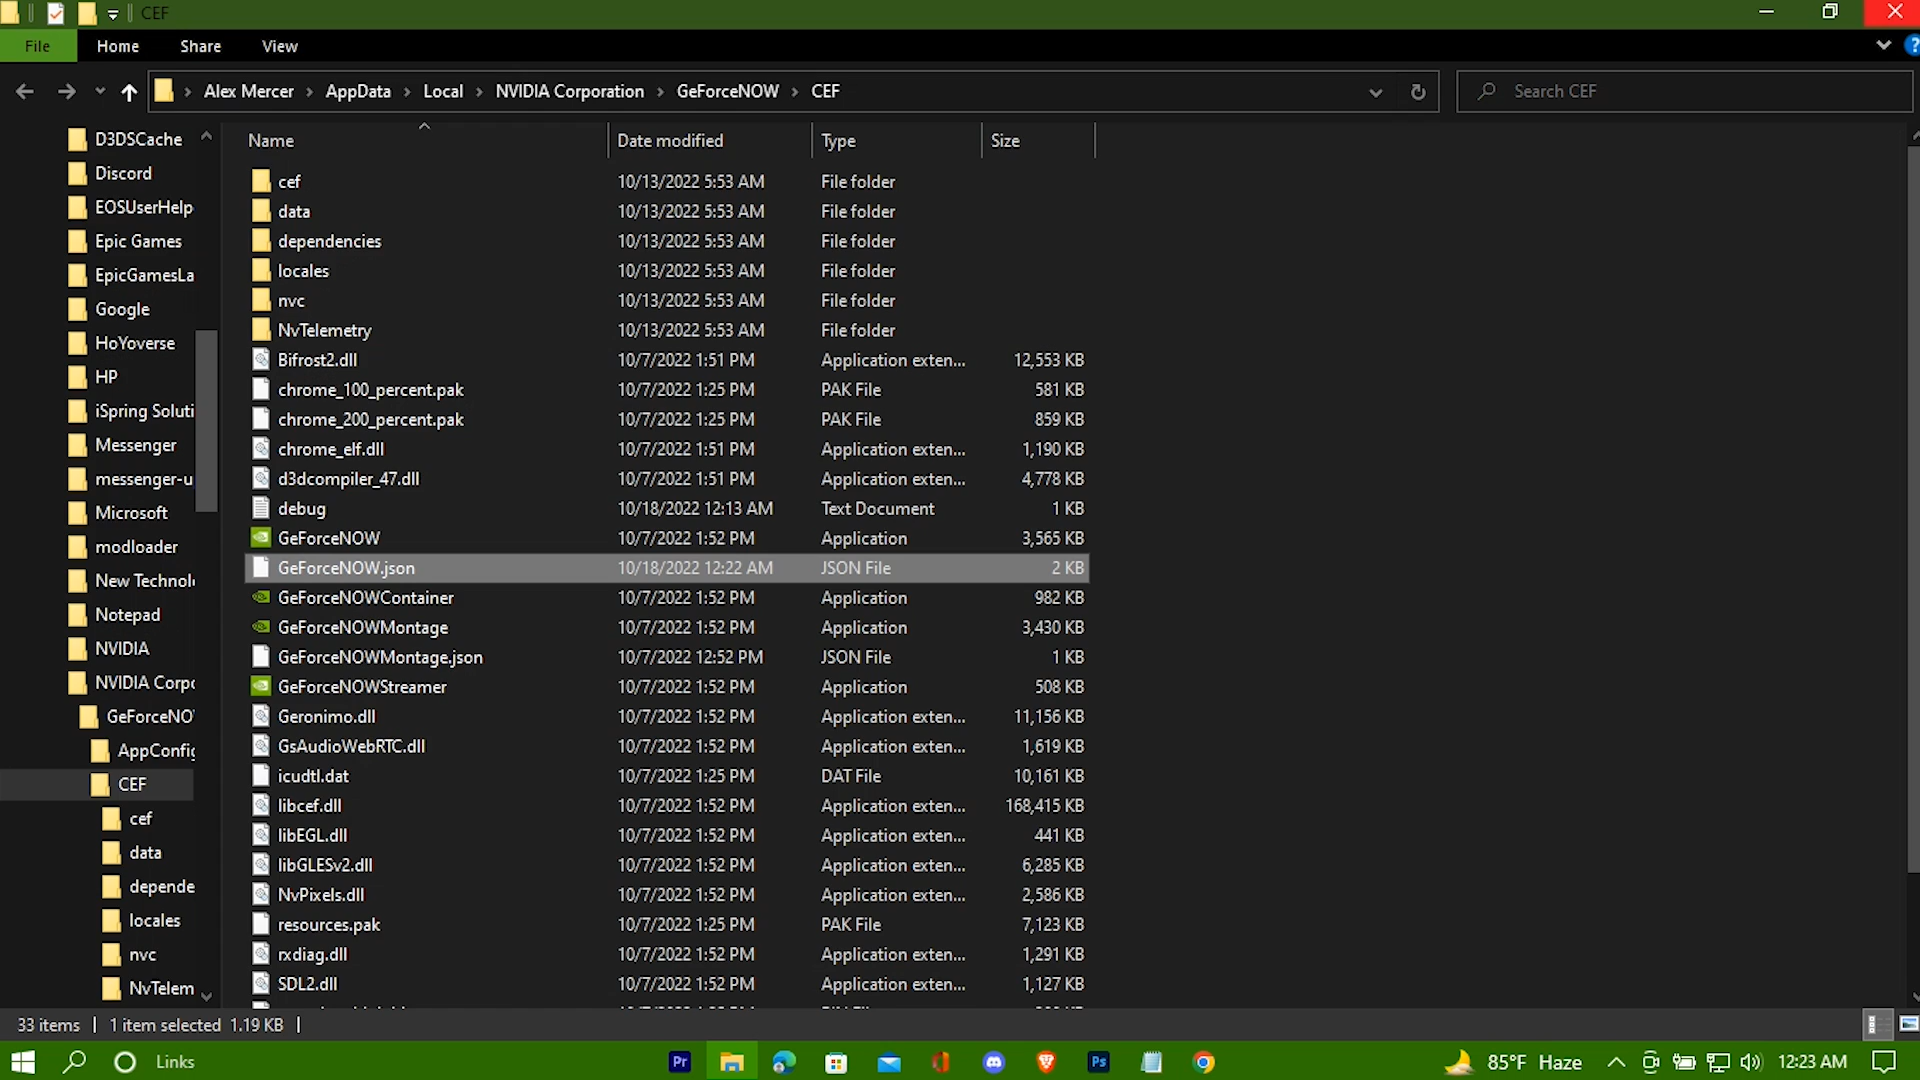 CEF
File Home Share View
Alex Mercer › AppData › Local › NVIDIA Corporation › GeForceNOW › CEF
Search CEF
D3DSCache
Discord
EOSUserHelp
Epic Games
EpicGamesLa
Google
HoYoverse
HP
iSpring Soluti
Messenger
messenger-u
Microsoft
modloader
New Technol
Notepad
NVIDIA
NVIDIA Corpo
GeForceNO
AppConfig
CEF
cef
data
depende
locales
nvc
NvTelem
Name Date modified Type Size
cef 10/13/2022 5:53 AM File folder
data 10/13/2022 5:53 AM File folder
dependencies 10/13/2022 5:53 AM File folder
locales 10/13/2022 5:53 AM File folder
nvc 10/13/2022 5:53 AM File folder
NvTelemetry 10/13/2022 5:53 AM File folder
Bifrost2.dll 10/7/2022 1:51 PM Application exten... 12,553 KB
chrome_100_percent.pak 10/7/2022 1:25 PM PAK File 581 KB
chrome_200_percent.pak 10/7/2022 1:25 PM PAK File 859 KB
chrome_elf.dll 10/7/2022 1:51 PM Application exten... 1,190 KB
d3dcompiler_47.dll 10/7/2022 1:51 PM Application exten... 4,778 KB
debug 10/18/2022 12:13 AM Text Document 1 KB
GeForceNOW 10/7/2022 1:52 PM Application 3,565 KB
GeForceNOW.json 10/18/2022 12:22 AM JSON File 2 KB
GeForceNOWContainer 10/7/2022 1:52 PM Application 982 KB
GeForceNOWMontage 10/7/2022 1:52 PM Application 3,430 KB
GeForceNOWMontage.json 10/7/2022 12:52 PM JSON File 1 KB
GeForceNOWStreamer 10/7/2022 1:52 PM Application 508 KB
Geronimo.dll 10/7/2022 1:52 PM Application exten... 11,156 KB
GsAudioWebRTC.dll 10/7/2022 1:52 PM Application exten... 1,619 KB
icudtl.dat 10/7/2022 1:25 PM DAT File 10,161 KB
libcef.dll 10/7/2022 1:52 PM Application exten... 168,415 KB
libEGL.dll 10/7/2022 1:52 PM Application exten... 441 KB
libGLESv2.dll 10/7/2022 1:52 PM Application exten... 6,285 KB
NvPixels.dll 10/7/2022 1:52 PM Application exten... 2,586 KB
resources.pak 10/7/2022 1:25 PM PAK File 7,123 KB
rxdiag.dll 10/7/2022 1:52 PM Application exten... 1,291 KB
SDL2.dll 10/7/2022 1:52 PM Application exten... 1,127 KB
33 items 1 item selected 1.19 KB
Links Pr Ps 85°F Haze 12:23 AM